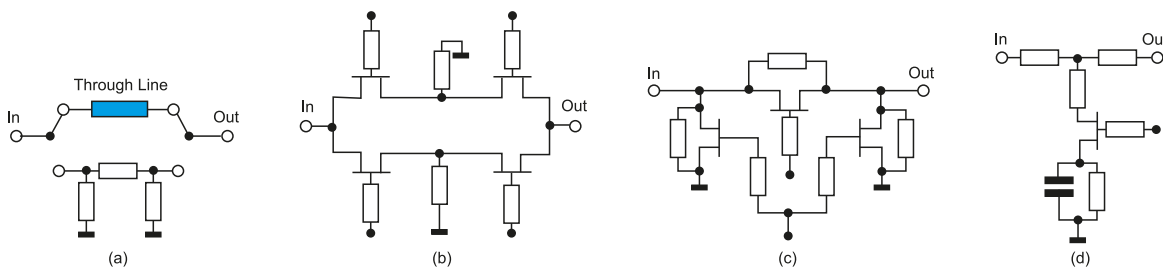 Through Line
In
Out
(a)
In
Out
(b)
In
Out
(c)
In
Ou
(d)